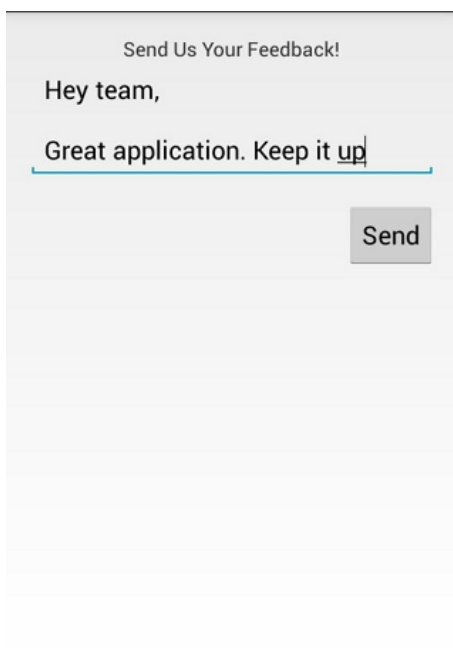 Send Us Your Feedback!
Hey team,
Great application. Keep it up
Send